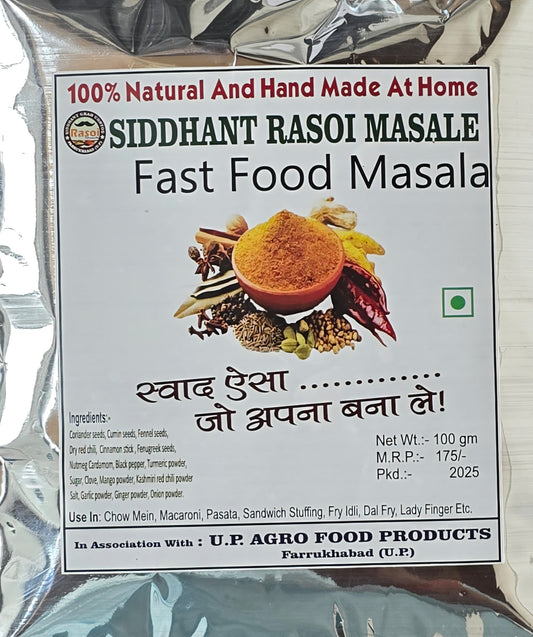 100% Natural And Hand Made At Home
Rasoi
SIDDHANT RASOI MASALE
Fast Food Masala
स्वाद ऐसा .............
जो अपना बना ले!
Ingredients:-
Coriander seeds, Cumin seeds, Fennel seeds,
Dry red chili, Cinnamon stick, Fenugreek seeds,
Nutmeg Cardamom, Black pepper, Turmeric powder,
Sugar, Clove, Mango powder, Kashmiri red chili powder
Salt, Garlic powder, Ginger powder, Onion powder.
Net Wt.:- 100 gm
M.R.P.:- 175/-
Pkd.:- 2025
Use In: Chow Mein, Macaroni, Pasata, Sandwich Stuffing, Fry Idli, Dal Fry, Lady Finger Etc.
In Association With : U.P. AGRO FOOD PRODUCTS
Farrukhabad (U.P.)